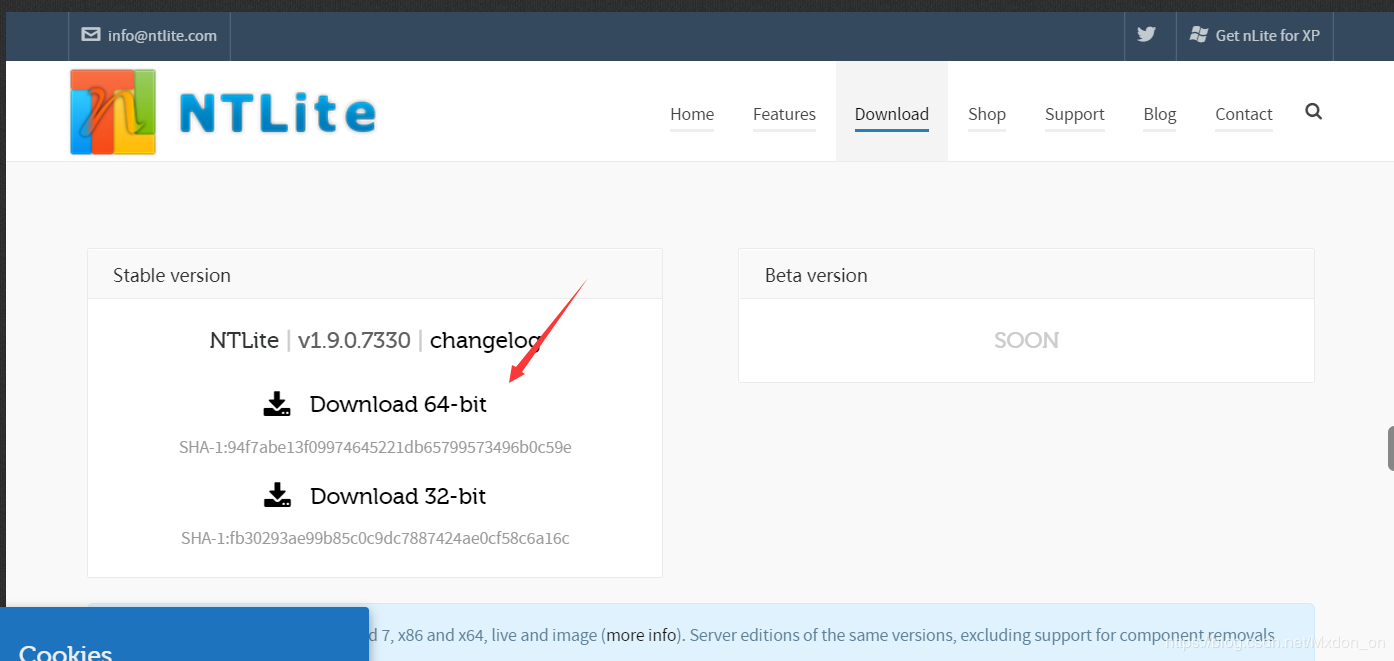 info@ntlite.com
Get nLite for XP
NTLite
Home Features Download Shop Support Blog Contact
Stable version
NTLite | v1.9.0.7330 | changelog
Download 64-bit
SHA-1:94f7abe13f09974645221db65799573496b0c59e
Download 32-bit
SHA-1:fb30293ae99b85c0c9dc7887424ae0cf58c6a16c
Beta version
SOON
d 7, x86 and x64, live and image (more info). Server editions of the same versions, excluding support for component removals
Cookies
https://blog.csdn.net/Mxdon_on